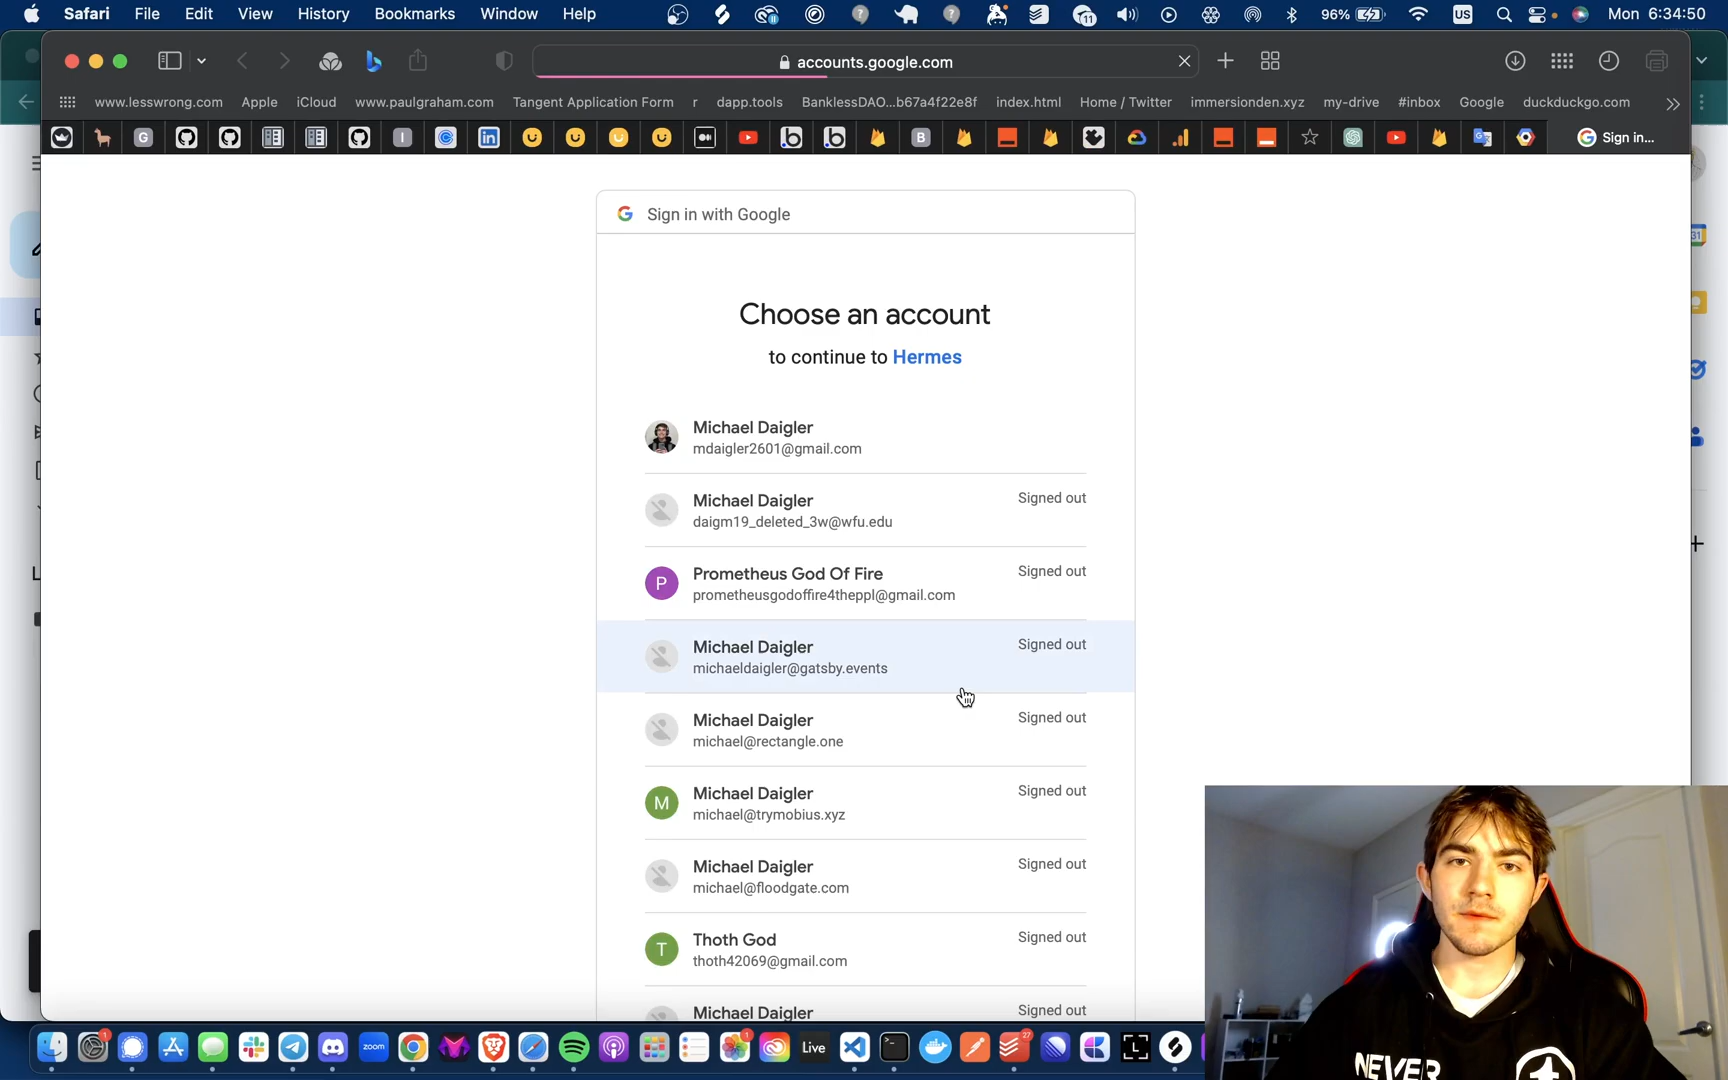 Safari File Edit View History Bookmarks Window Help 11 96% US Mon 6:34:50
accounts.google.com
www.lesswrong.com Apple iCloud www.paulgraham.com Tangent Application Form r dapp.tools BanklessDAO...b67a4f22e8f index.html Home / Twitter immersionden.xyz my-drive #inbox Google duckduckgo.com
G I in B Sign in...
Sign in with Google
Choose an account
to continue to Hermes
Michael Daigler
mdaigler2601@gmail.com
Michael Daigler Signed out
daigm19_deleted_3w@wfu.edu
P Prometheus God Of Fire Signed out
prometheusgodoffire4theppl@gmail.com
Michael Daigler Signed out
michaeldaigler@gatsby.events
Michael Daigler Signed out
michael@rectangle.one
M Michael Daigler Signed out
michael@trymobius.xyz
Michael Daigler Signed out
michael@floodgate.com
T Thoth God Signed out
thoth42069@gmail.com
Michael Daigler Signed out
zoom Live 27
NEVER